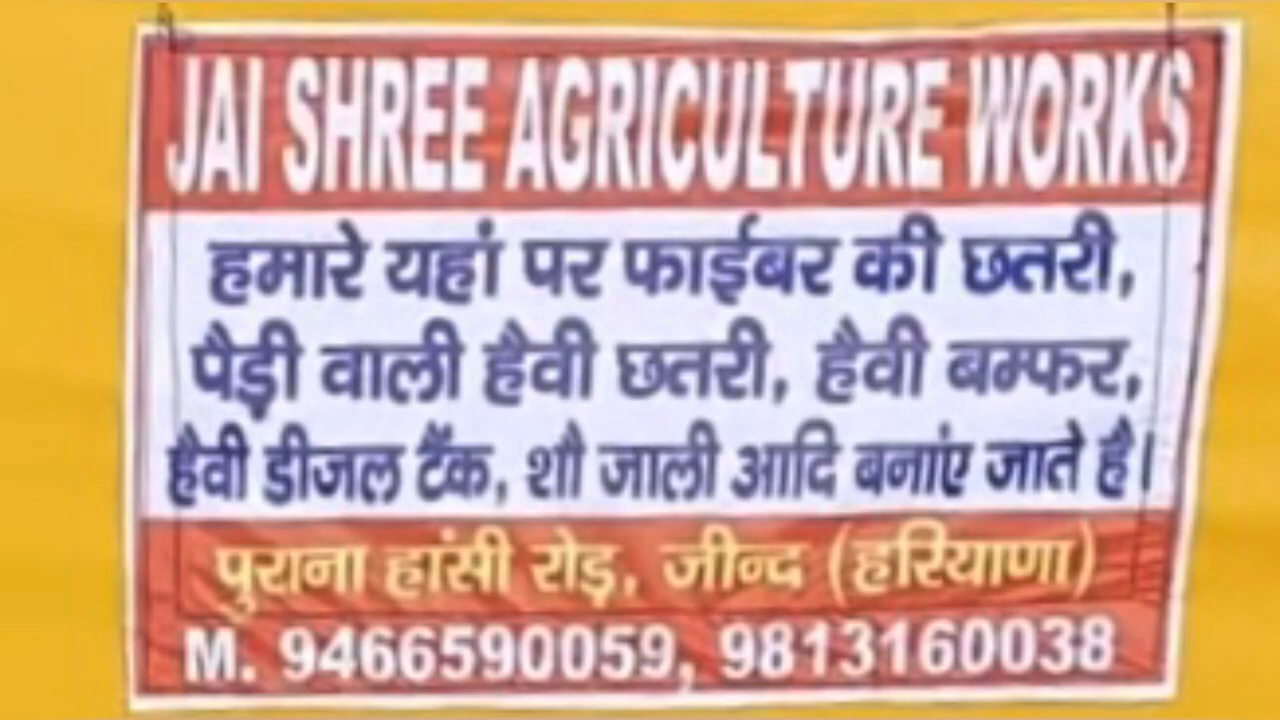 JAI SHREE AGRICULTURE WORKS
हमारे यहां पर फाईबर की छतरी,
पैड़ी वाली हैवी छतरी, हैवी बम्फर,
हैवी डीजल टैंक, शौ जाली आदि बनाएं जाते है।
पुराना हांसी रोड़, जीन्द (हरियाणा)
M. 9466590059, 9813160038